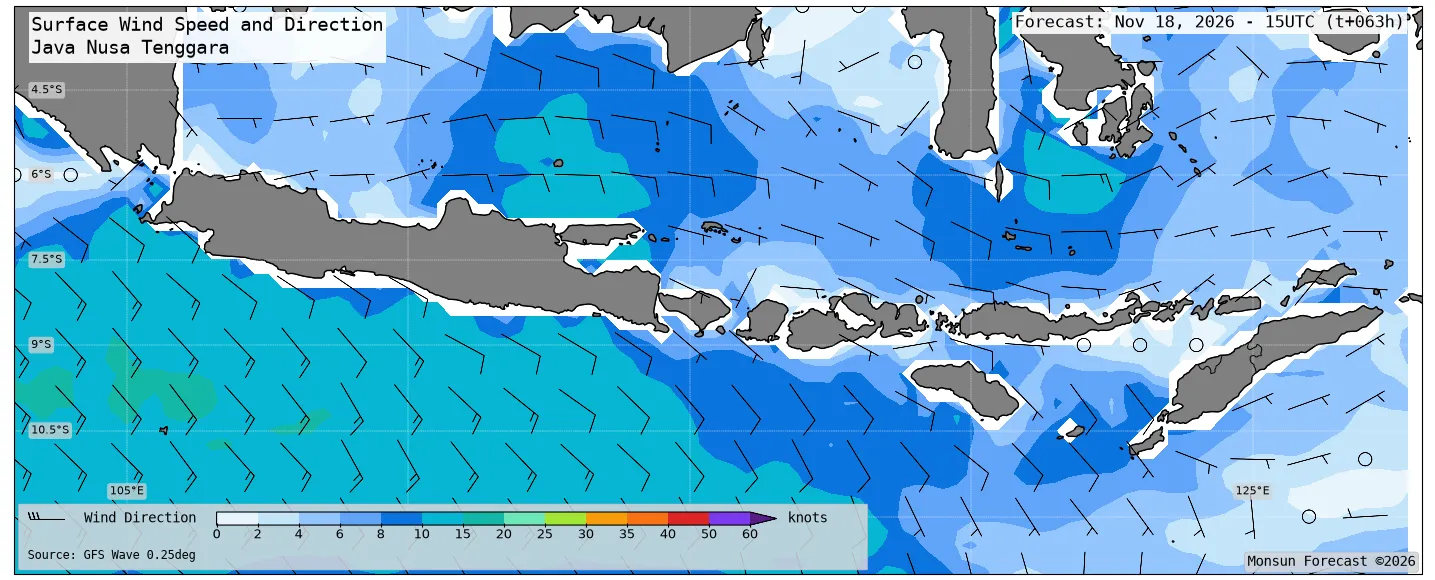 Surface Wind Speed and Direction
Java Nusa Tenggara
Forecast: Nov 18, 2026 - 15UTC (t+063h)
4.5°S
6°S
7.5°S
9°S
10.5°S
105°E
125°E
Wind Direction
0 2 4 6 8 10 15 20 25 30 35 40 50 60
knots
Source: GFS Wave 0.25deg
Monsun Forecast ©2026